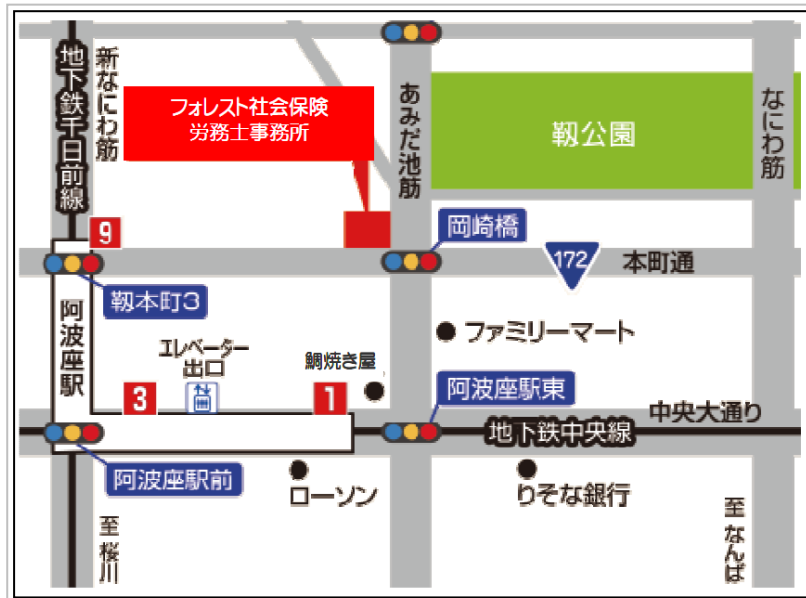 地下鉄千日前線
新なにわ筋
フォレスト社会保険
労務士事務所
あみだ池筋
靱公園
なにわ筋
9
岡崎橋
172
本町通
靱本町3
阿波座駅
エレベーター
出口
鯛焼き屋
ファミリーマート
3
1
阿波座駅東
中央大通り
地下鉄中央線
阿波座駅前
ローソン
りそな銀行
至 桜川
至 なんば